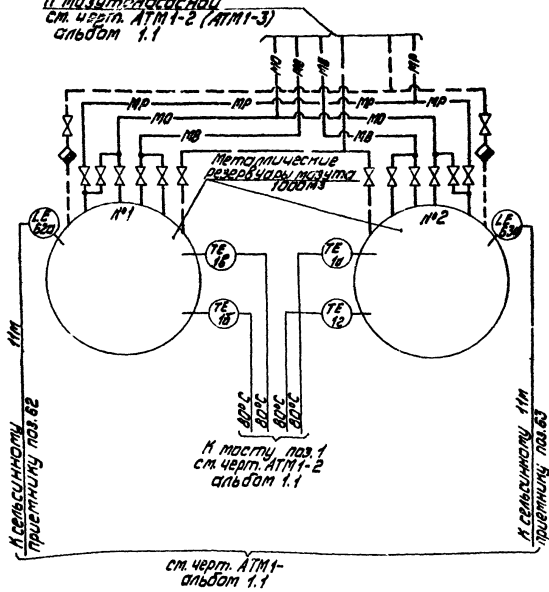 К мазутонасосной
см. черт. АТМ1-2 (АТМ1-3)
альбом 1.1
МО
МВ
МВ
МР
МР МР МР МР
МО МО
МВ МВ
Металлические
резервуары мазута
1000м3
№1
№2
LE
62а
LE
63а
TE
1в
TE
1а
TE
1б
TE
1г
80°С
80°С
80°С
80°С
К мосту поз.1
см. черт. АТМ1-2
альбом 1.1
К сельсинному 11м
приемнику поз.62
К сельсинному 11м
приемнику поз.63
см. черт. АТМ1-
альбом 1.1